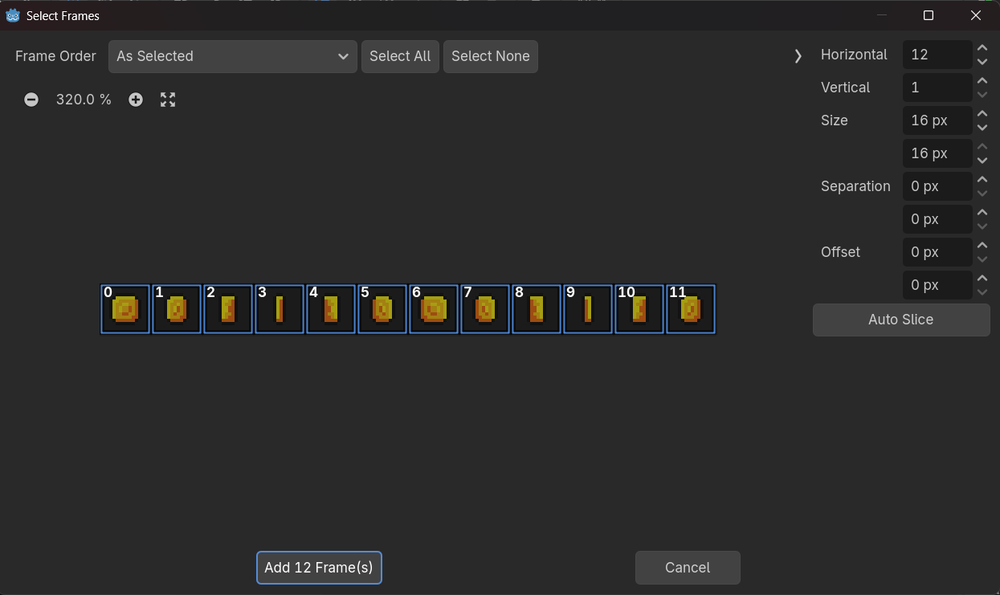 Select Frames
Frame Order As Selected Select All Select None
320.0 %
Horizontal 12
Vertical 1
Size 16 px
16 px
Separation 0 px
0 px
Offset 0 px
0 px
Auto Slice
0 1 2 3 4 5 6 7 8 9 10 11
Add 12 Frame(s) Cancel